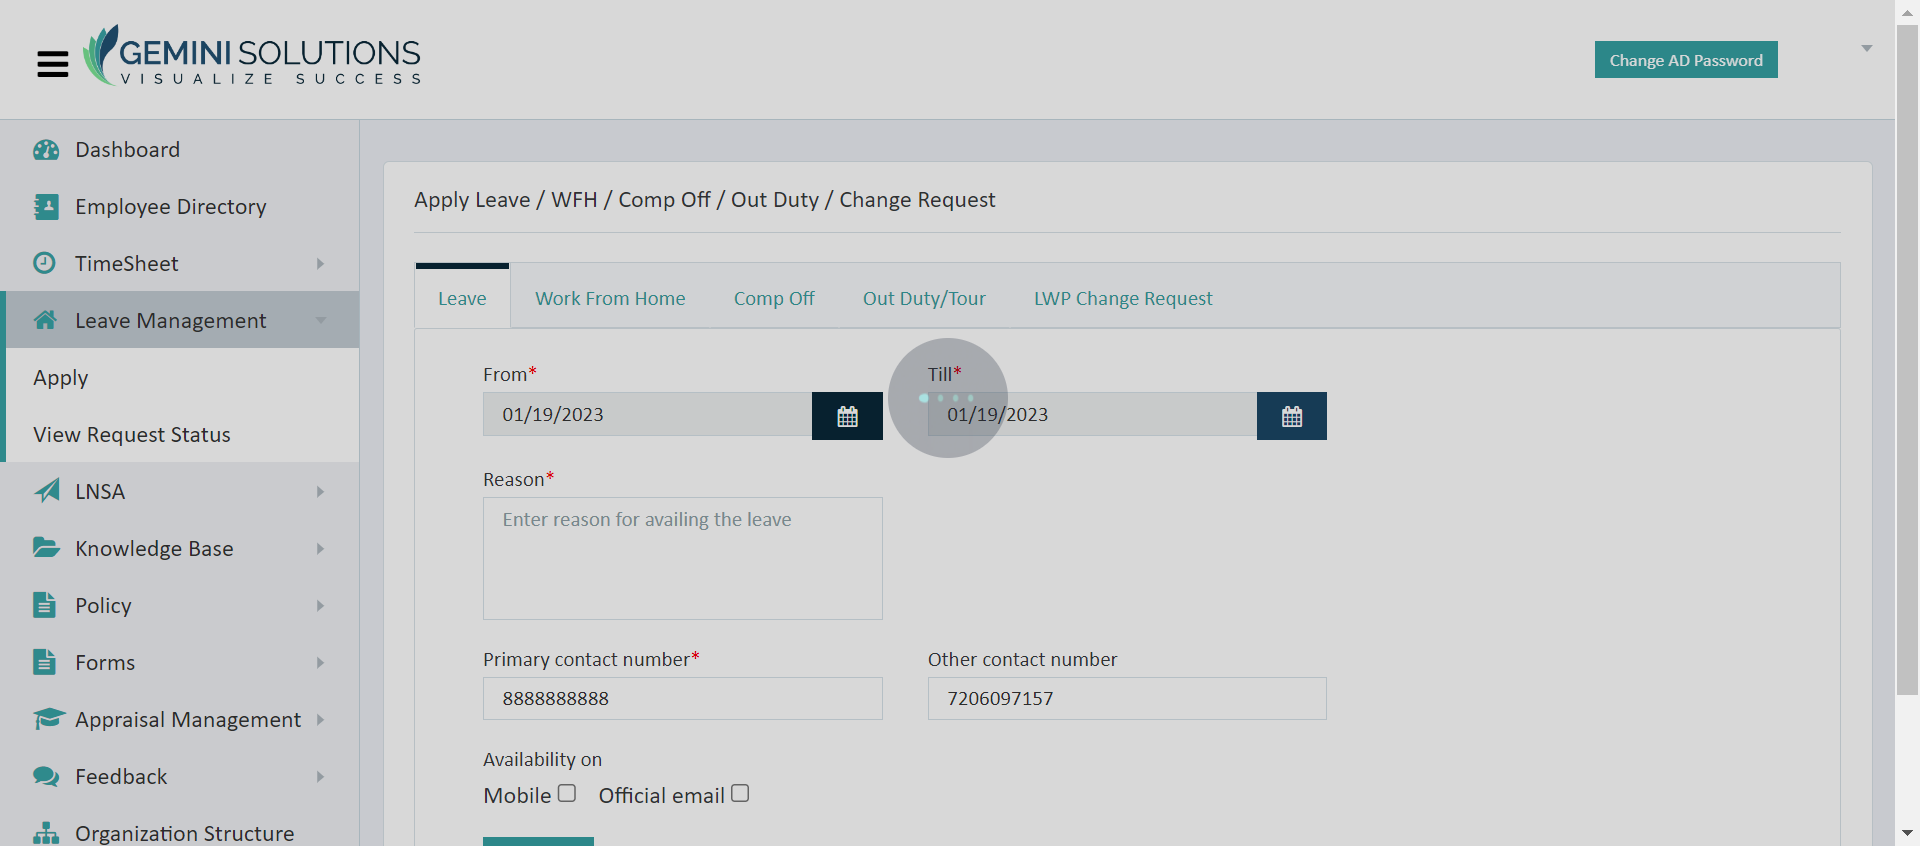 GEMINI SOLUTIONS
VISUALIZE SUCCESS
Change AD Password
Dashboard
Employee Directory
TimeSheet
Leave Management
Apply
View Request Status
LNSA
Knowledge Base
Policy
Forms
Appraisal Management
Feedback
Organization Structure
Apply Leave / WFH / Comp Off / Out Duty / Change Request
Leave Work From Home Comp Off Out Duty/Tour LWP Change Request
From* Till*
01/19/2023 01/19/2023
Reason*
Enter reason for availing the leave
Primary contact number* Other contact number
8888888888 7206097157
Availability on
Mobile Official email